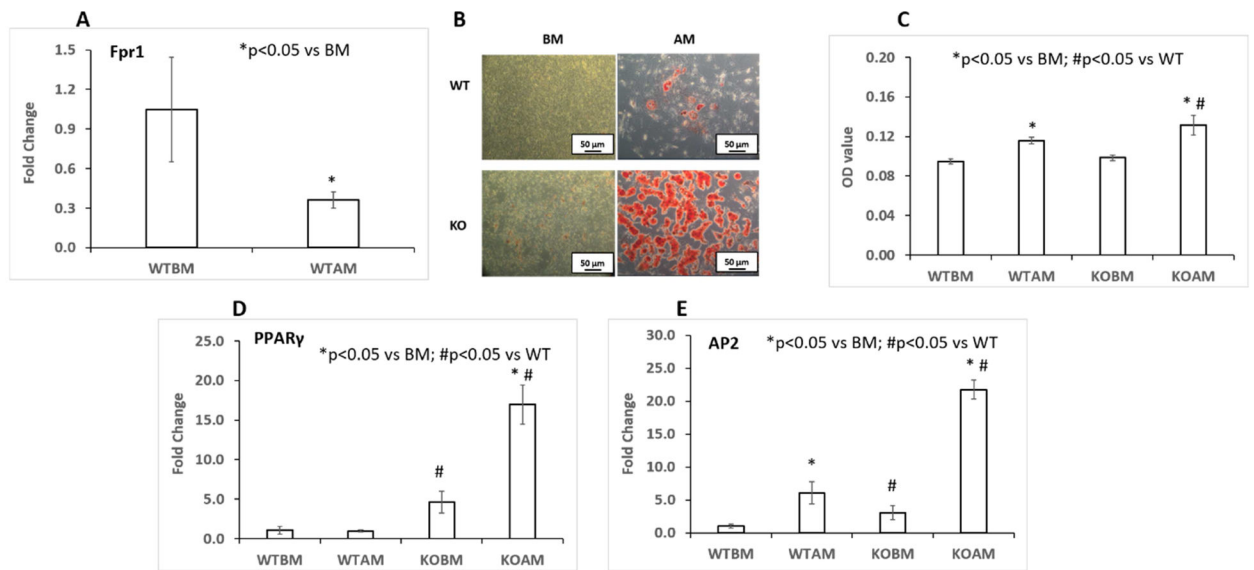 A
Fpr1
*p<0.05 vs BM
Fold Change
1.5
1.2
0.9
0.6
0.3
0.0
*
WTBM
WTAM
B
BM
AM
WT
50 µm
50 µm
KO
50 µm
50 µm
C
*p<0.05 vs BM; #p<0.05 vs WT
OD value
0.20
0.16
0.12
0.08
0.04
0.00
*
* #
WTBM
WTAM
KOBM
KOAM
D
PPARγ
*p<0.05 vs BM; #p<0.05 vs WT
Fold Change
25.0
20.0
15.0
10.0
5.0
0.0
#
* #
WTBM
WTAM
KOBM
KOAM
E
AP2
*p<0.05 vs BM; #p<0.05 vs WT
Fold Change
30.0
25.0
20.0
15.0
10.0
5.0
0.0
*
#
* #
WTBM
WTAM
KOBM
KOAM